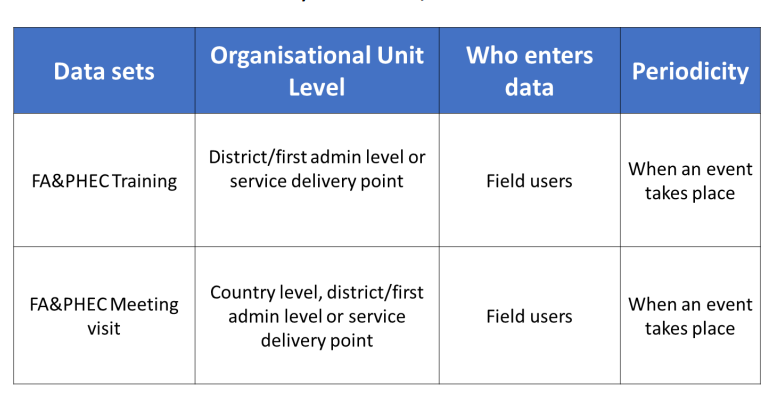 Data sets
Organisational Unit
Level
Who enters
data
Periodicity
FA&PHEC Training
District/first admin level or
service delivery point
Field users
When an event
takes place
FA&PHEC Meeting
visit
Country level, district/first
admin level or service
delivery point
Field users
When an event
takes place